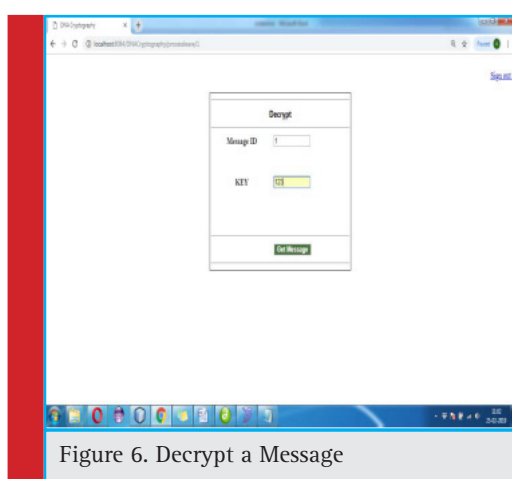 DNA Cryptography
Sign out
Decrypt
Message ID 1
KEY 123
Get Message
Figure 6. Decrypt a Message